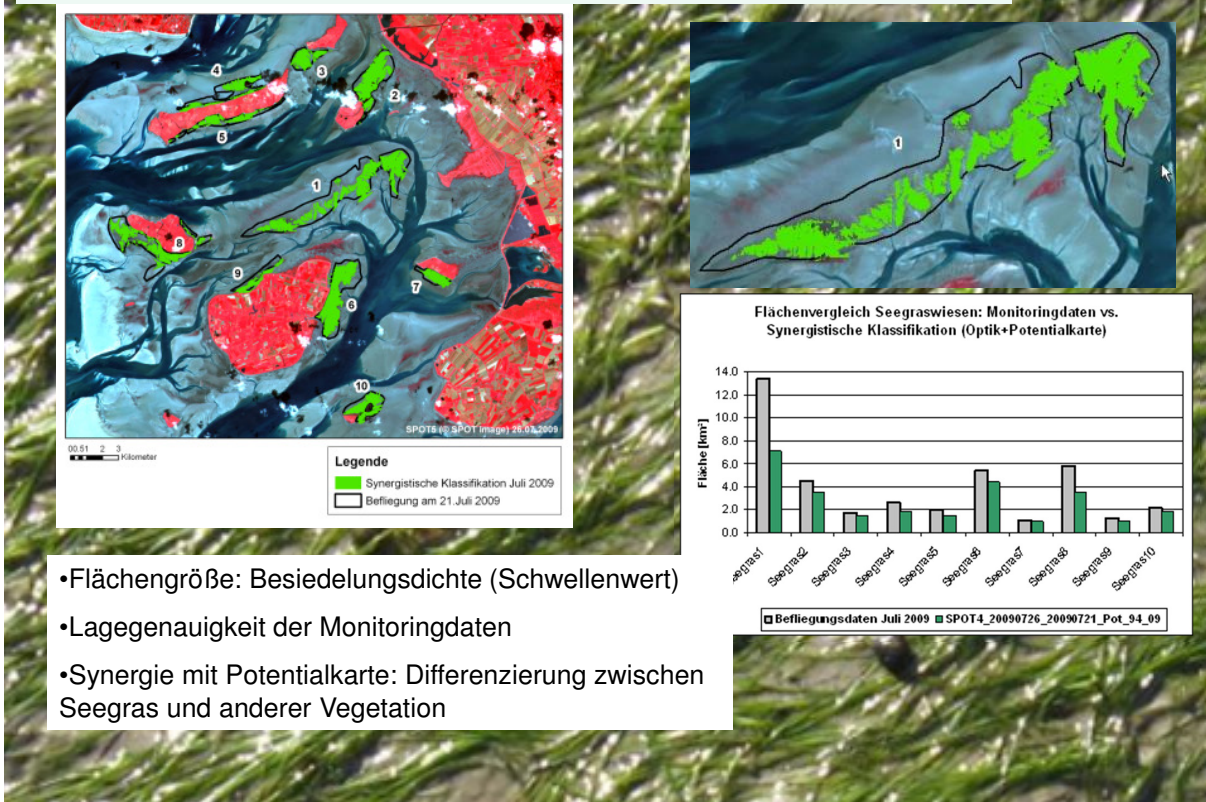 4
3
2
5
1
8
9
7
6
10
SPOT5 (© SPOT Image) 26.07.2009
00.51 2 3
Kilometer
Legende
Synergistische Klassifikation Juli 2009
Befliegung am 21.Juli 2009
1
Flächenvergleich Seegraswiesen: Monitoringdaten vs.
Synergistische Klassifikation (Optik+Potentialkarte)
Fläche [km²]
14.0
12.0
10.0
8.0
6.0
4.0
2.0
0.0
Seegras1
Seegras2
Seegras3
Seegras4
Seegras5
Seegras6
Seegras7
Seegras8
Seegras9
Seegras10
Befliegungsdaten Juli 2009 SPOT4_20090726_20090721_Pot_94_09
•Flächengröße: Besiedelungsdichte (Schwellenwert)
•Lagegenauigkeit der Monitoringdaten
•Synergie mit Potentialkarte: Differenzierung zwischen
Seegras und anderer Vegetation